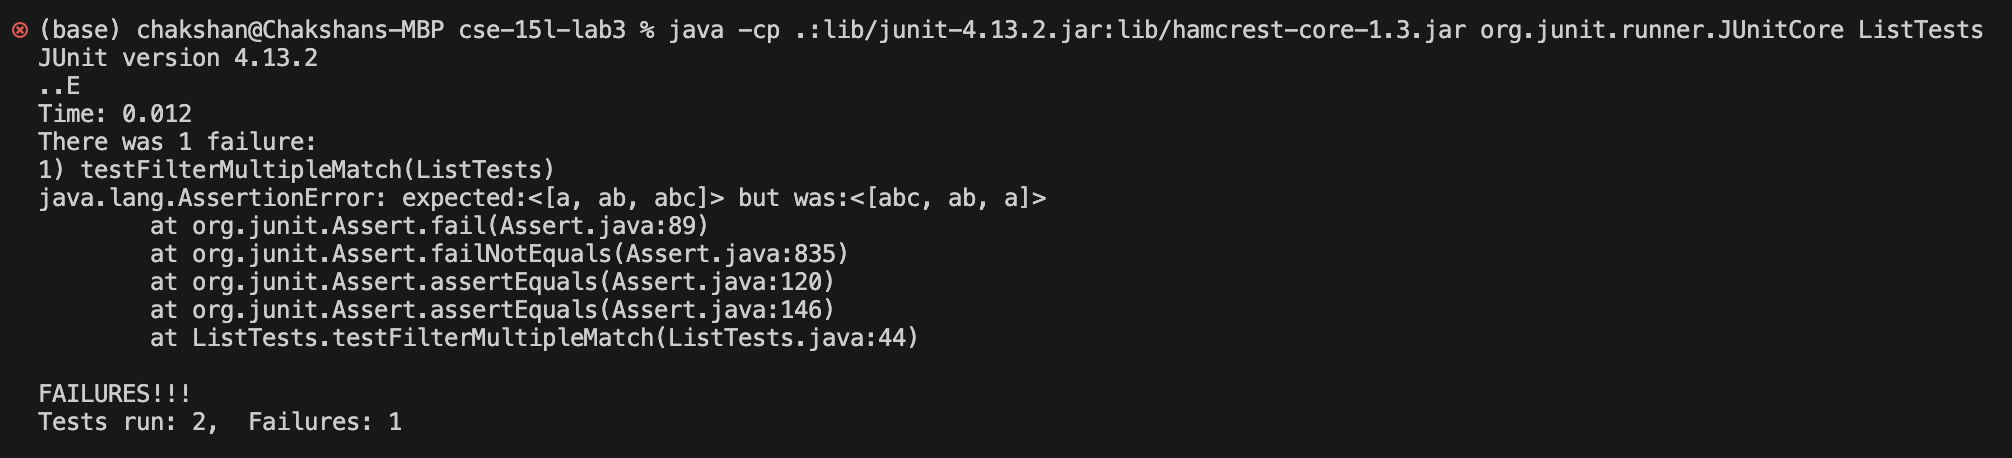 (base) chakshan@Chakshans-MBP cse-15l-lab3 % java -cp .:lib/junit-4.13.2.jar:lib/hamcrest-core-1.3.jar org.junit.runner.JUnitCore ListTests
JUnit version 4.13.2
..E
Time: 0.012
There was 1 failure:
1) testFilterMultipleMatch(ListTests)
java.lang.AssertionError: expected:<[a, ab, abc]> but was:<[abc, ab, a]>
        at org.junit.Assert.fail(Assert.java:89)
        at org.junit.Assert.failNotEquals(Assert.java:835)
        at org.junit.Assert.assertEquals(Assert.java:120)
        at org.junit.Assert.assertEquals(Assert.java:146)
        at ListTests.testFilterMultipleMatch(ListTests.java:44)

FAILURES!!!
Tests run: 2,  Failures: 1